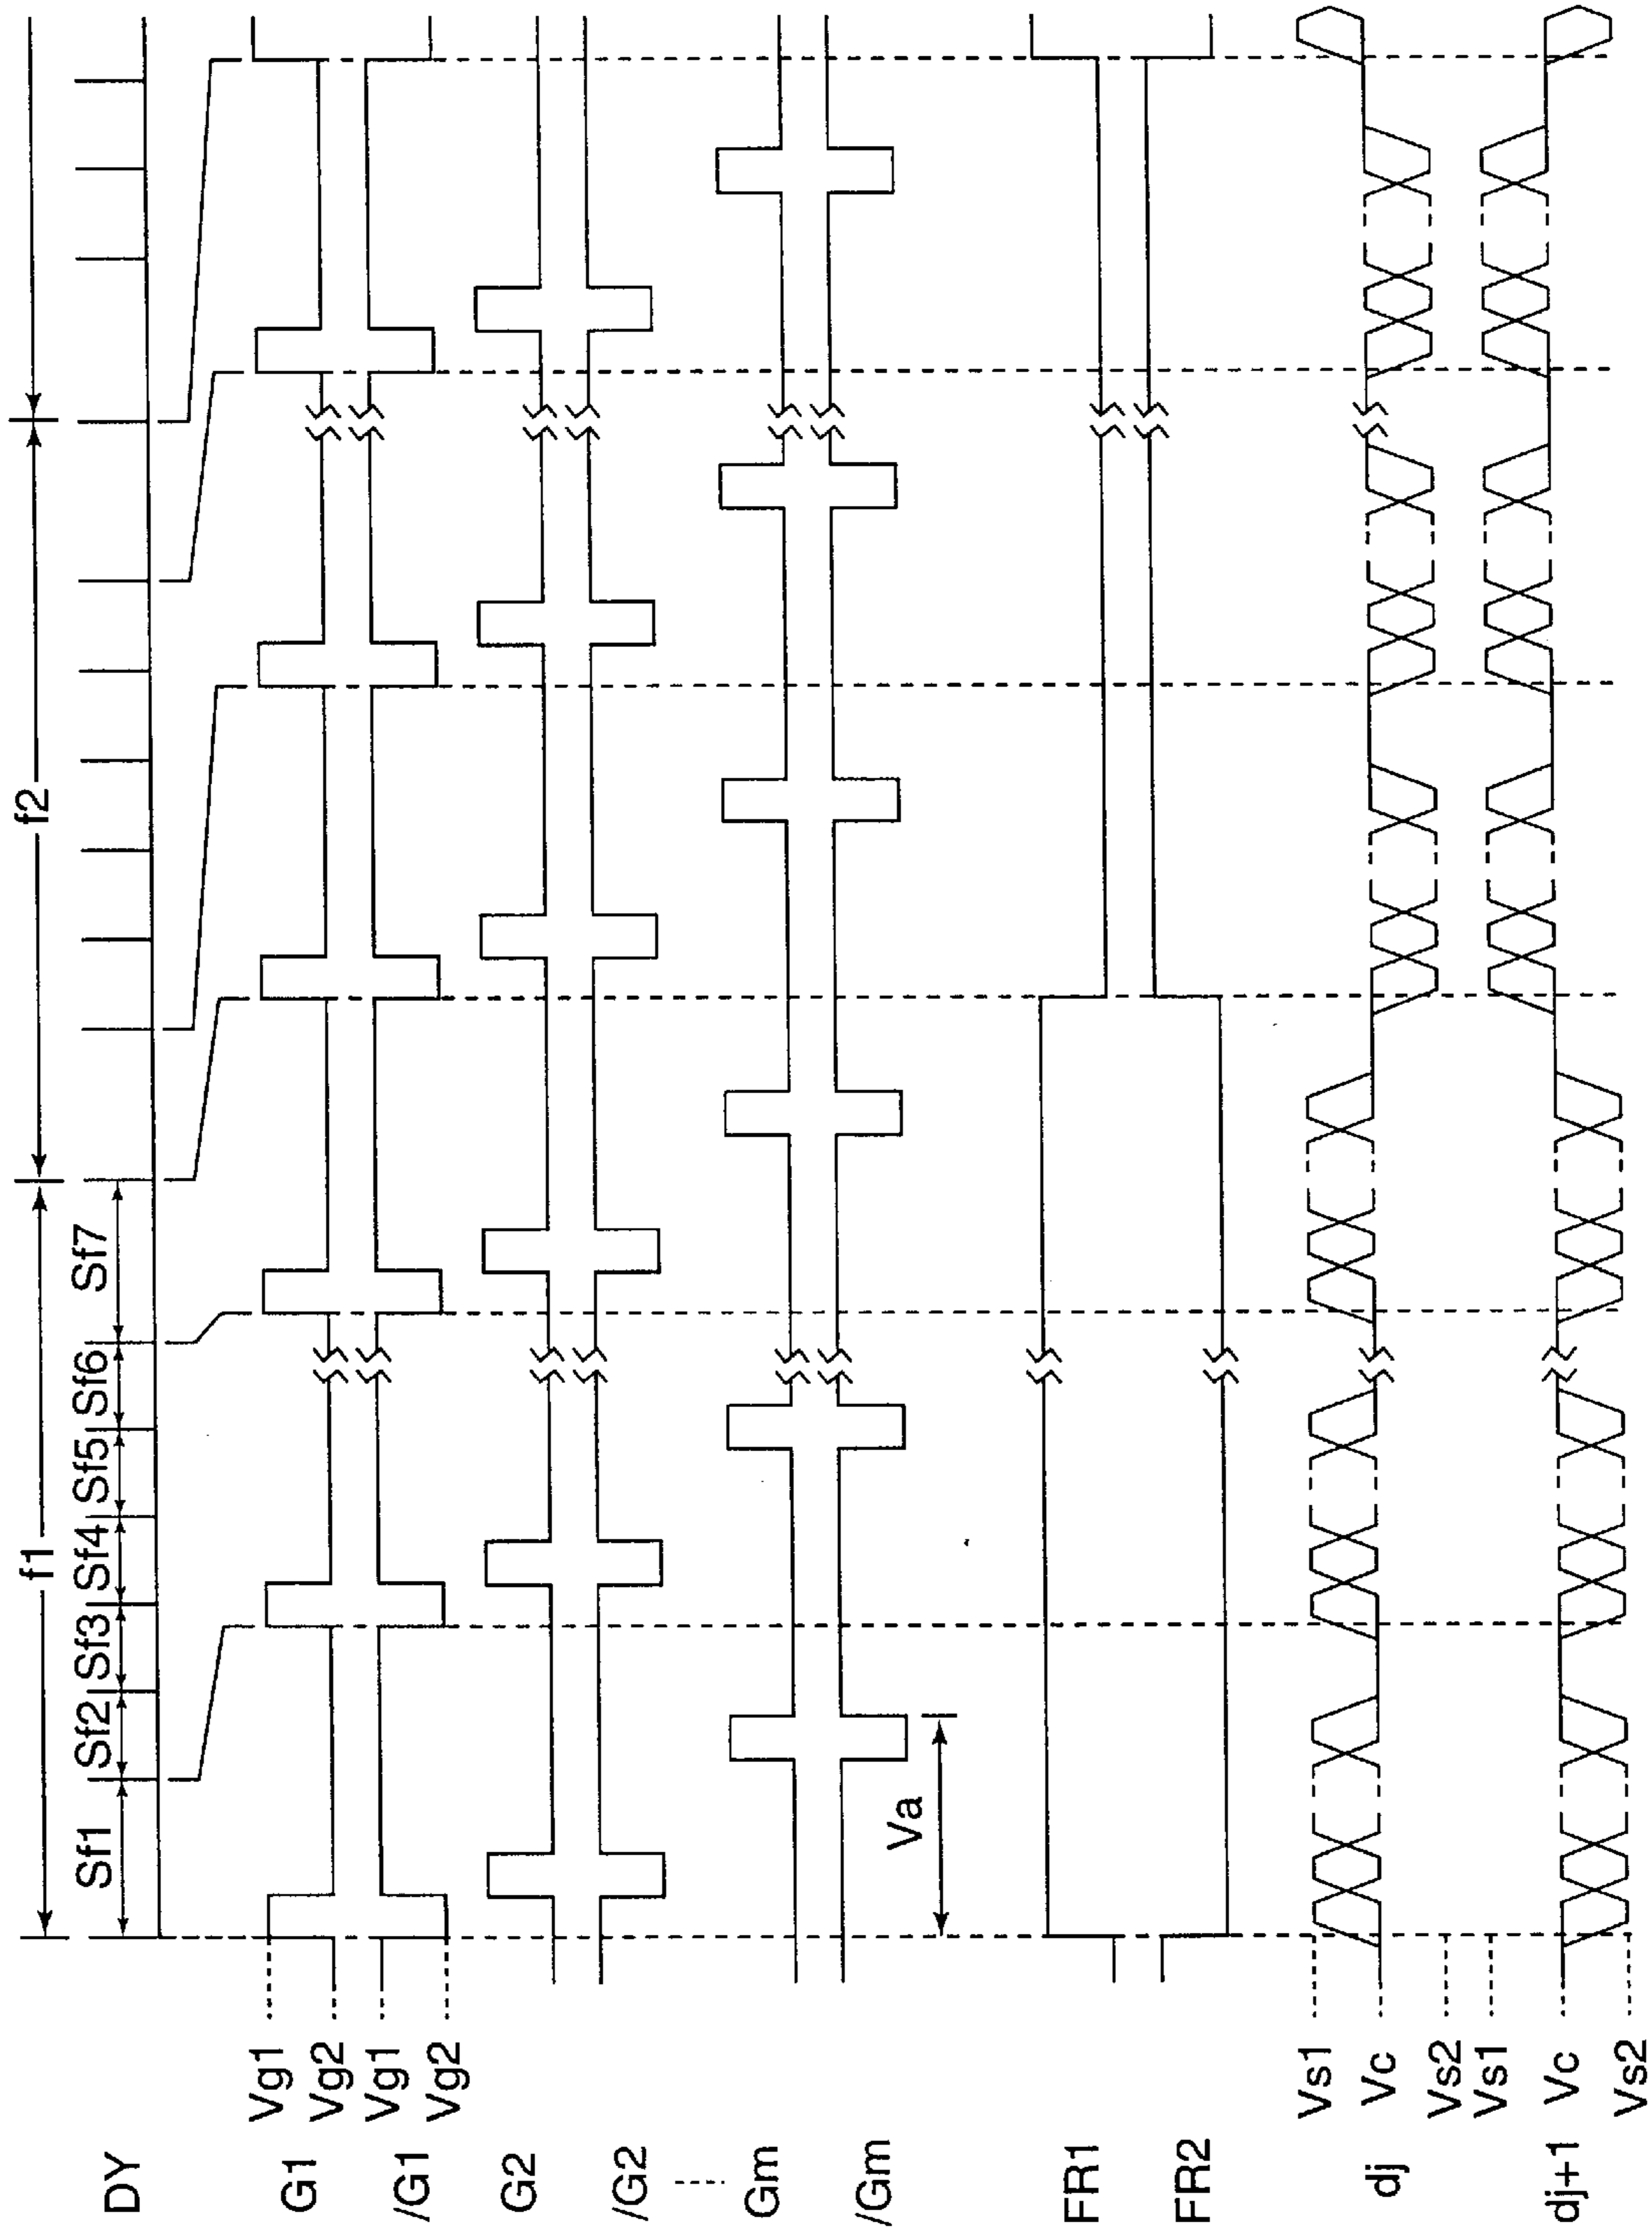 f1
f2
Sf1
Sf2
Sf3
Sf4
Sf5
Sf6
Sf7
DY
G1
Vg1
Vg2
/G1
Vg1
Vg2
G2
/G2
Gm
/Gm
Va
FR1
FR2
dj
Vs1
Vc
Vs2
dj+1
Vs1
Vc
Vs2